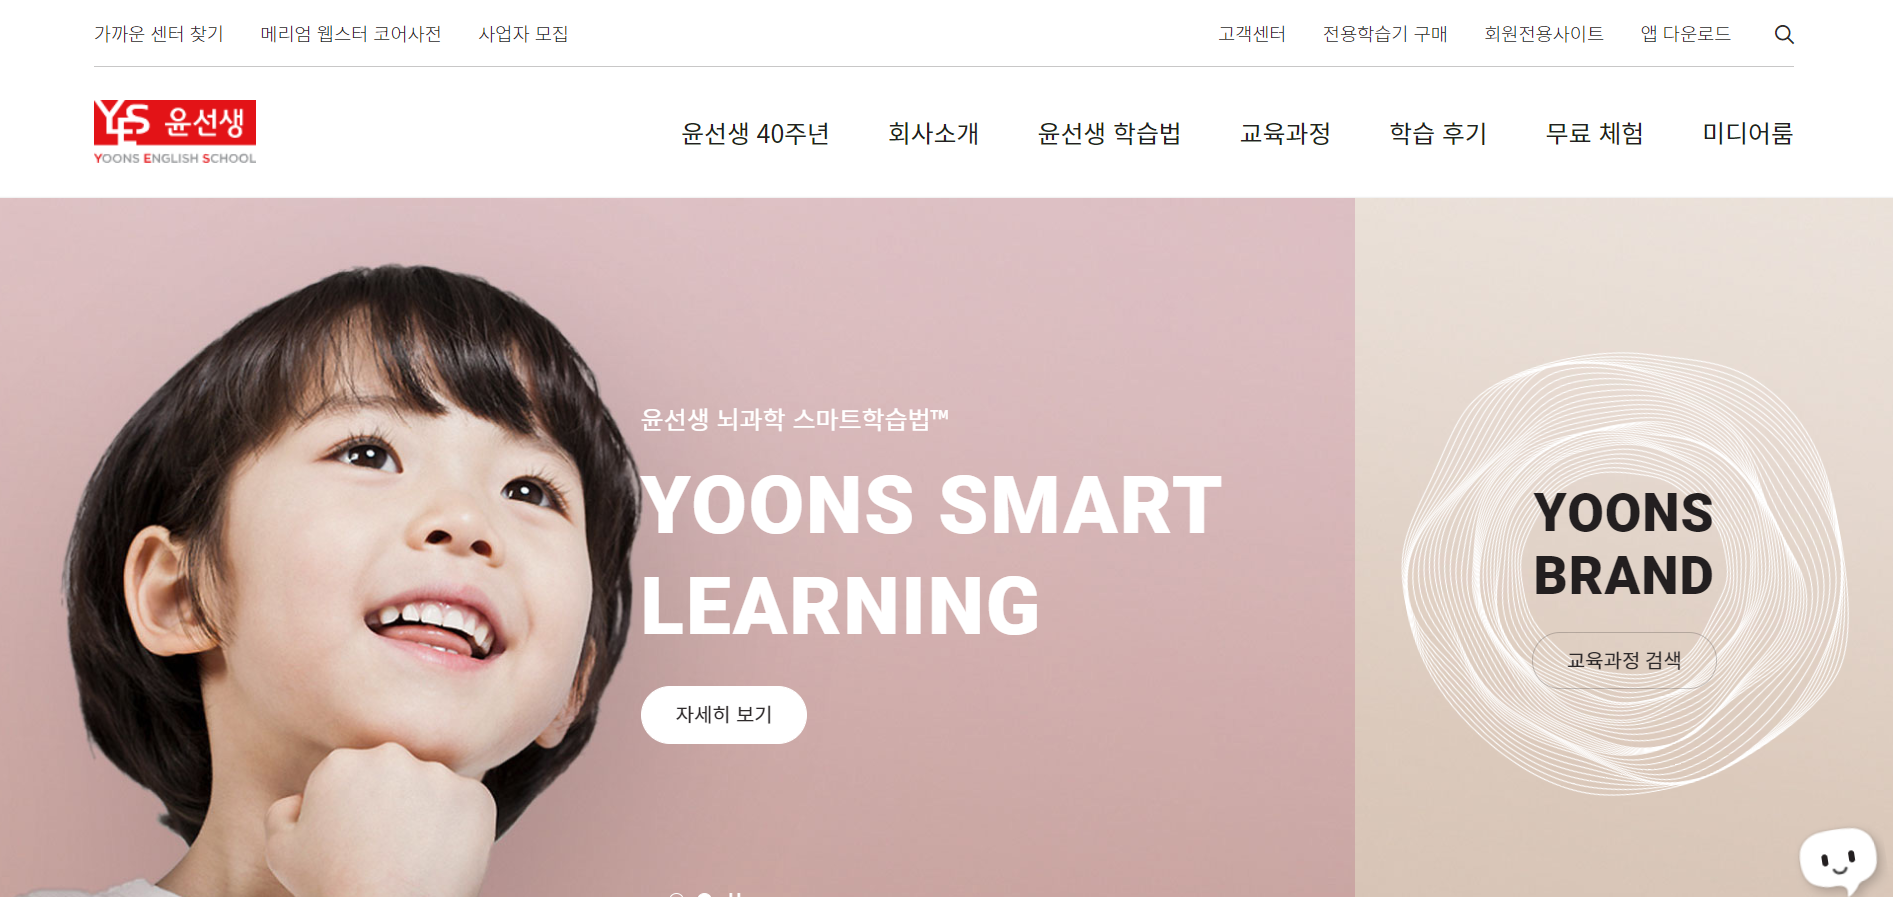 가까운 센터 찾기 메리엄 웹스터 코어사전 사업자 모집 고객센터 전용학습기 구매 회원전용사이트 앱 다운로드
YES 윤선생
YOONS ENGLISH SCHOOL
윤선생 40주년 회사소개 윤선생 학습법 교육과정 학습 후기 무료 체험 미디어룸
윤선생 뇌과학 스마트학습법™
YOONS SMART
LEARNING
자세히 보기
YOONS
BRAND
교육과정 검색